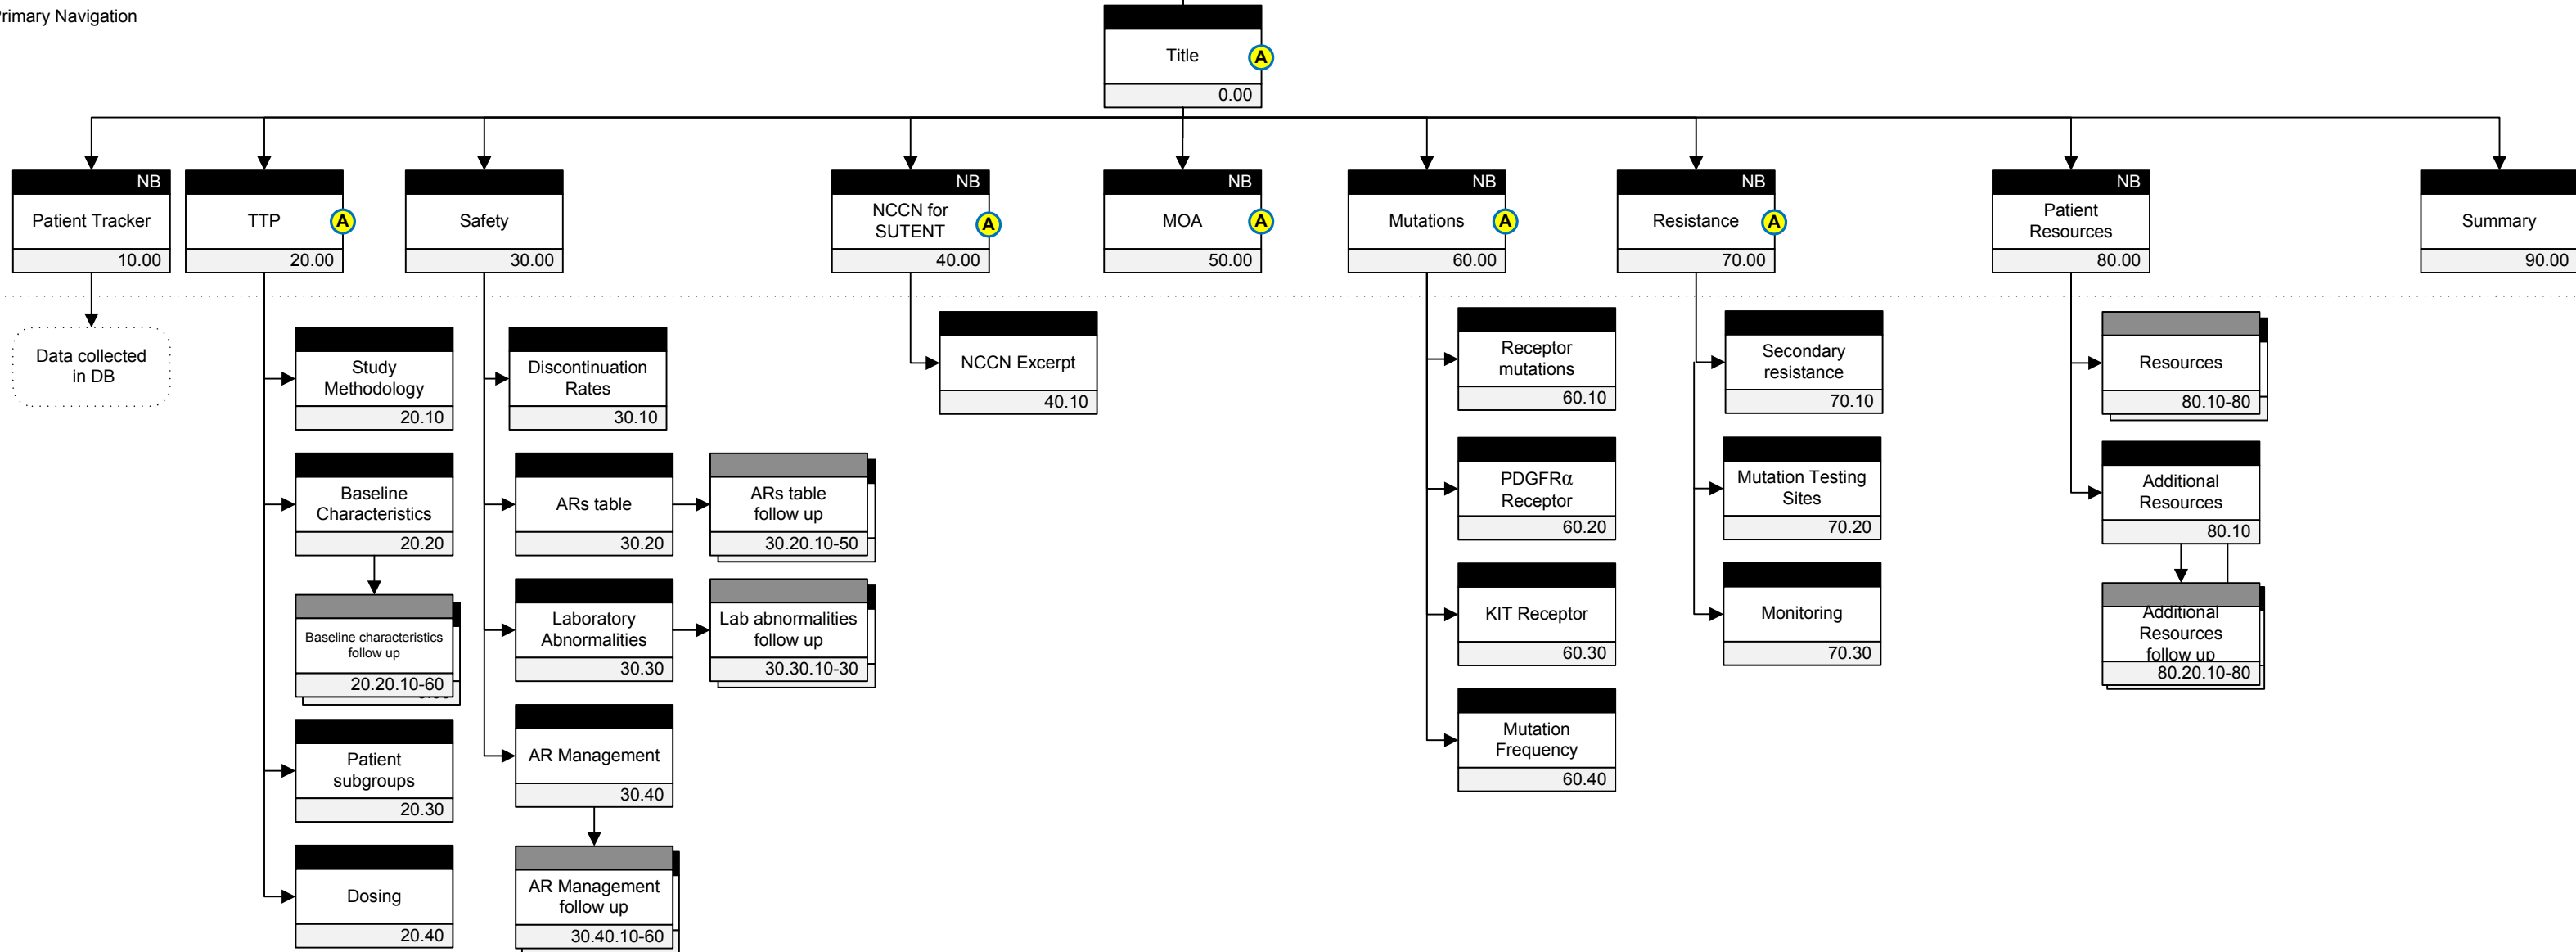 rimary Navigation
Title
A
0.00
NB
Patient Tracker
10.00
TTP
A
20.00
Safety
30.00
NB
NCCN for
SUTENT
A
40.00
NB
MOA
A
50.00
NB
Mutations
A
60.00
NB
Resistance
A
70.00
NB
Patient
Resources
80.00
Summary
90.00
Data collected
in DB
Study
Methodology
20.10
Baseline
Characteristics
20.20
Baseline characteristics
follow up
20.20.10-60
Patient
subgroups
20.30
Dosing
20.40
Discontinuation
Rates
30.10
ARs table
30.20
ARs table
follow up
30.20.10-50
Laboratory
Abnormalities
30.30
Lab abnormalities
follow up
30.30.10-30
AR Management
30.40
AR Management
follow up
30.40.10-60
NCCN Excerpt
40.10
Receptor
mutations
60.10
PDGFRα
Receptor
60.20
KIT Receptor
60.30
Mutation
Frequency
60.40
Secondary
resistance
70.10
Mutation Testing
Sites
70.20
Monitoring
70.30
Resources
80.10-80
Additional
Resources
80.10
Additional
Resources
follow up
80.20.10-80